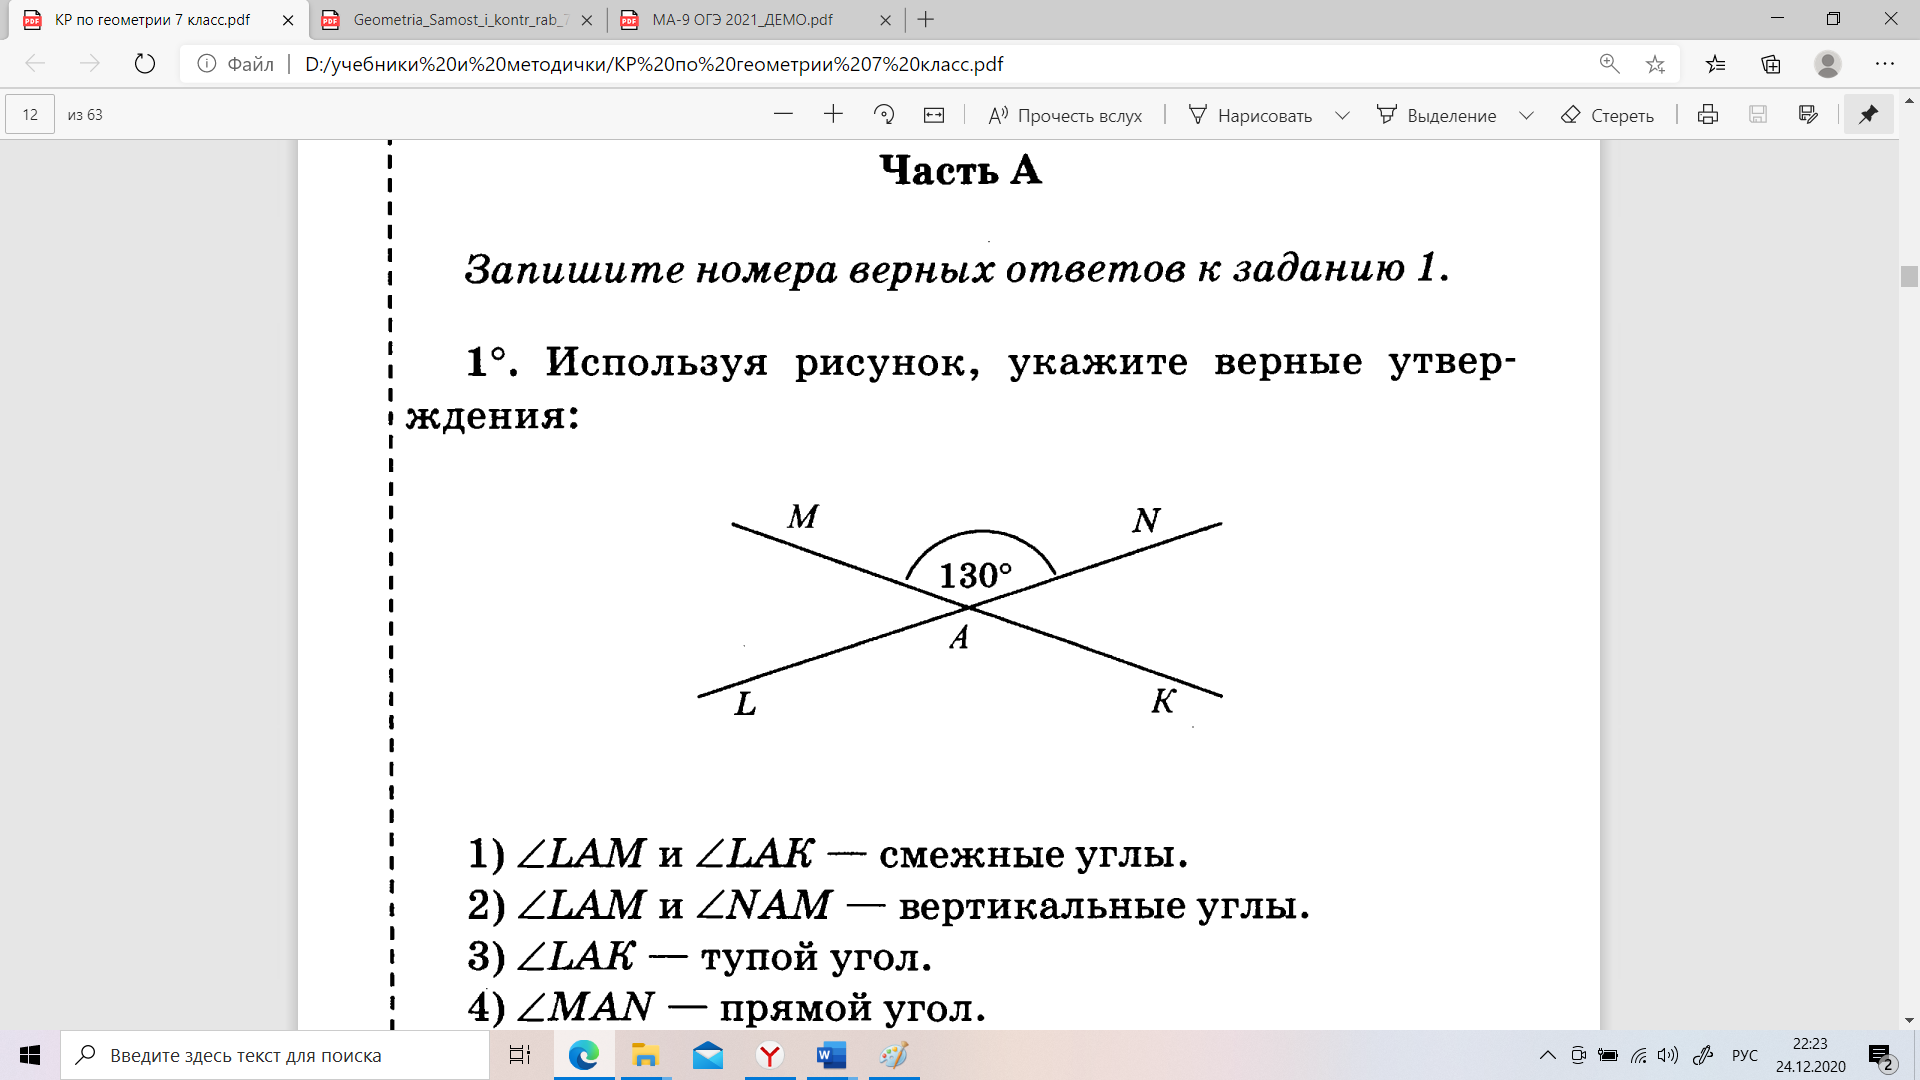 КР по геометрии 7 класс.pdf
Geometria_Samost_i_kontr_rab_7
МА-9 ОГЭ 2021_ДЕМО.pdf
Файл
D:/учебники%20и%20методички/КР%20по%20геометрии%207%20класс.pdf
12 из 63
Прочесть вслух
Нарисовать
Выделение
Стереть
Часть А
Запишите номера верных ответов к заданию 1.
1°. Используя рисунок, укажите верные утвер-
ждения:
M N
130°
A
L K
1) ∠LAM и ∠LAK — смежные углы.
2) ∠LAM и ∠NAM — вертикальные углы.
3) ∠LAK — тупой угол.
4) ∠MAN — прямой угол.
Введите здесь текст для поиска
РУС
22:23
24.12.2020
2